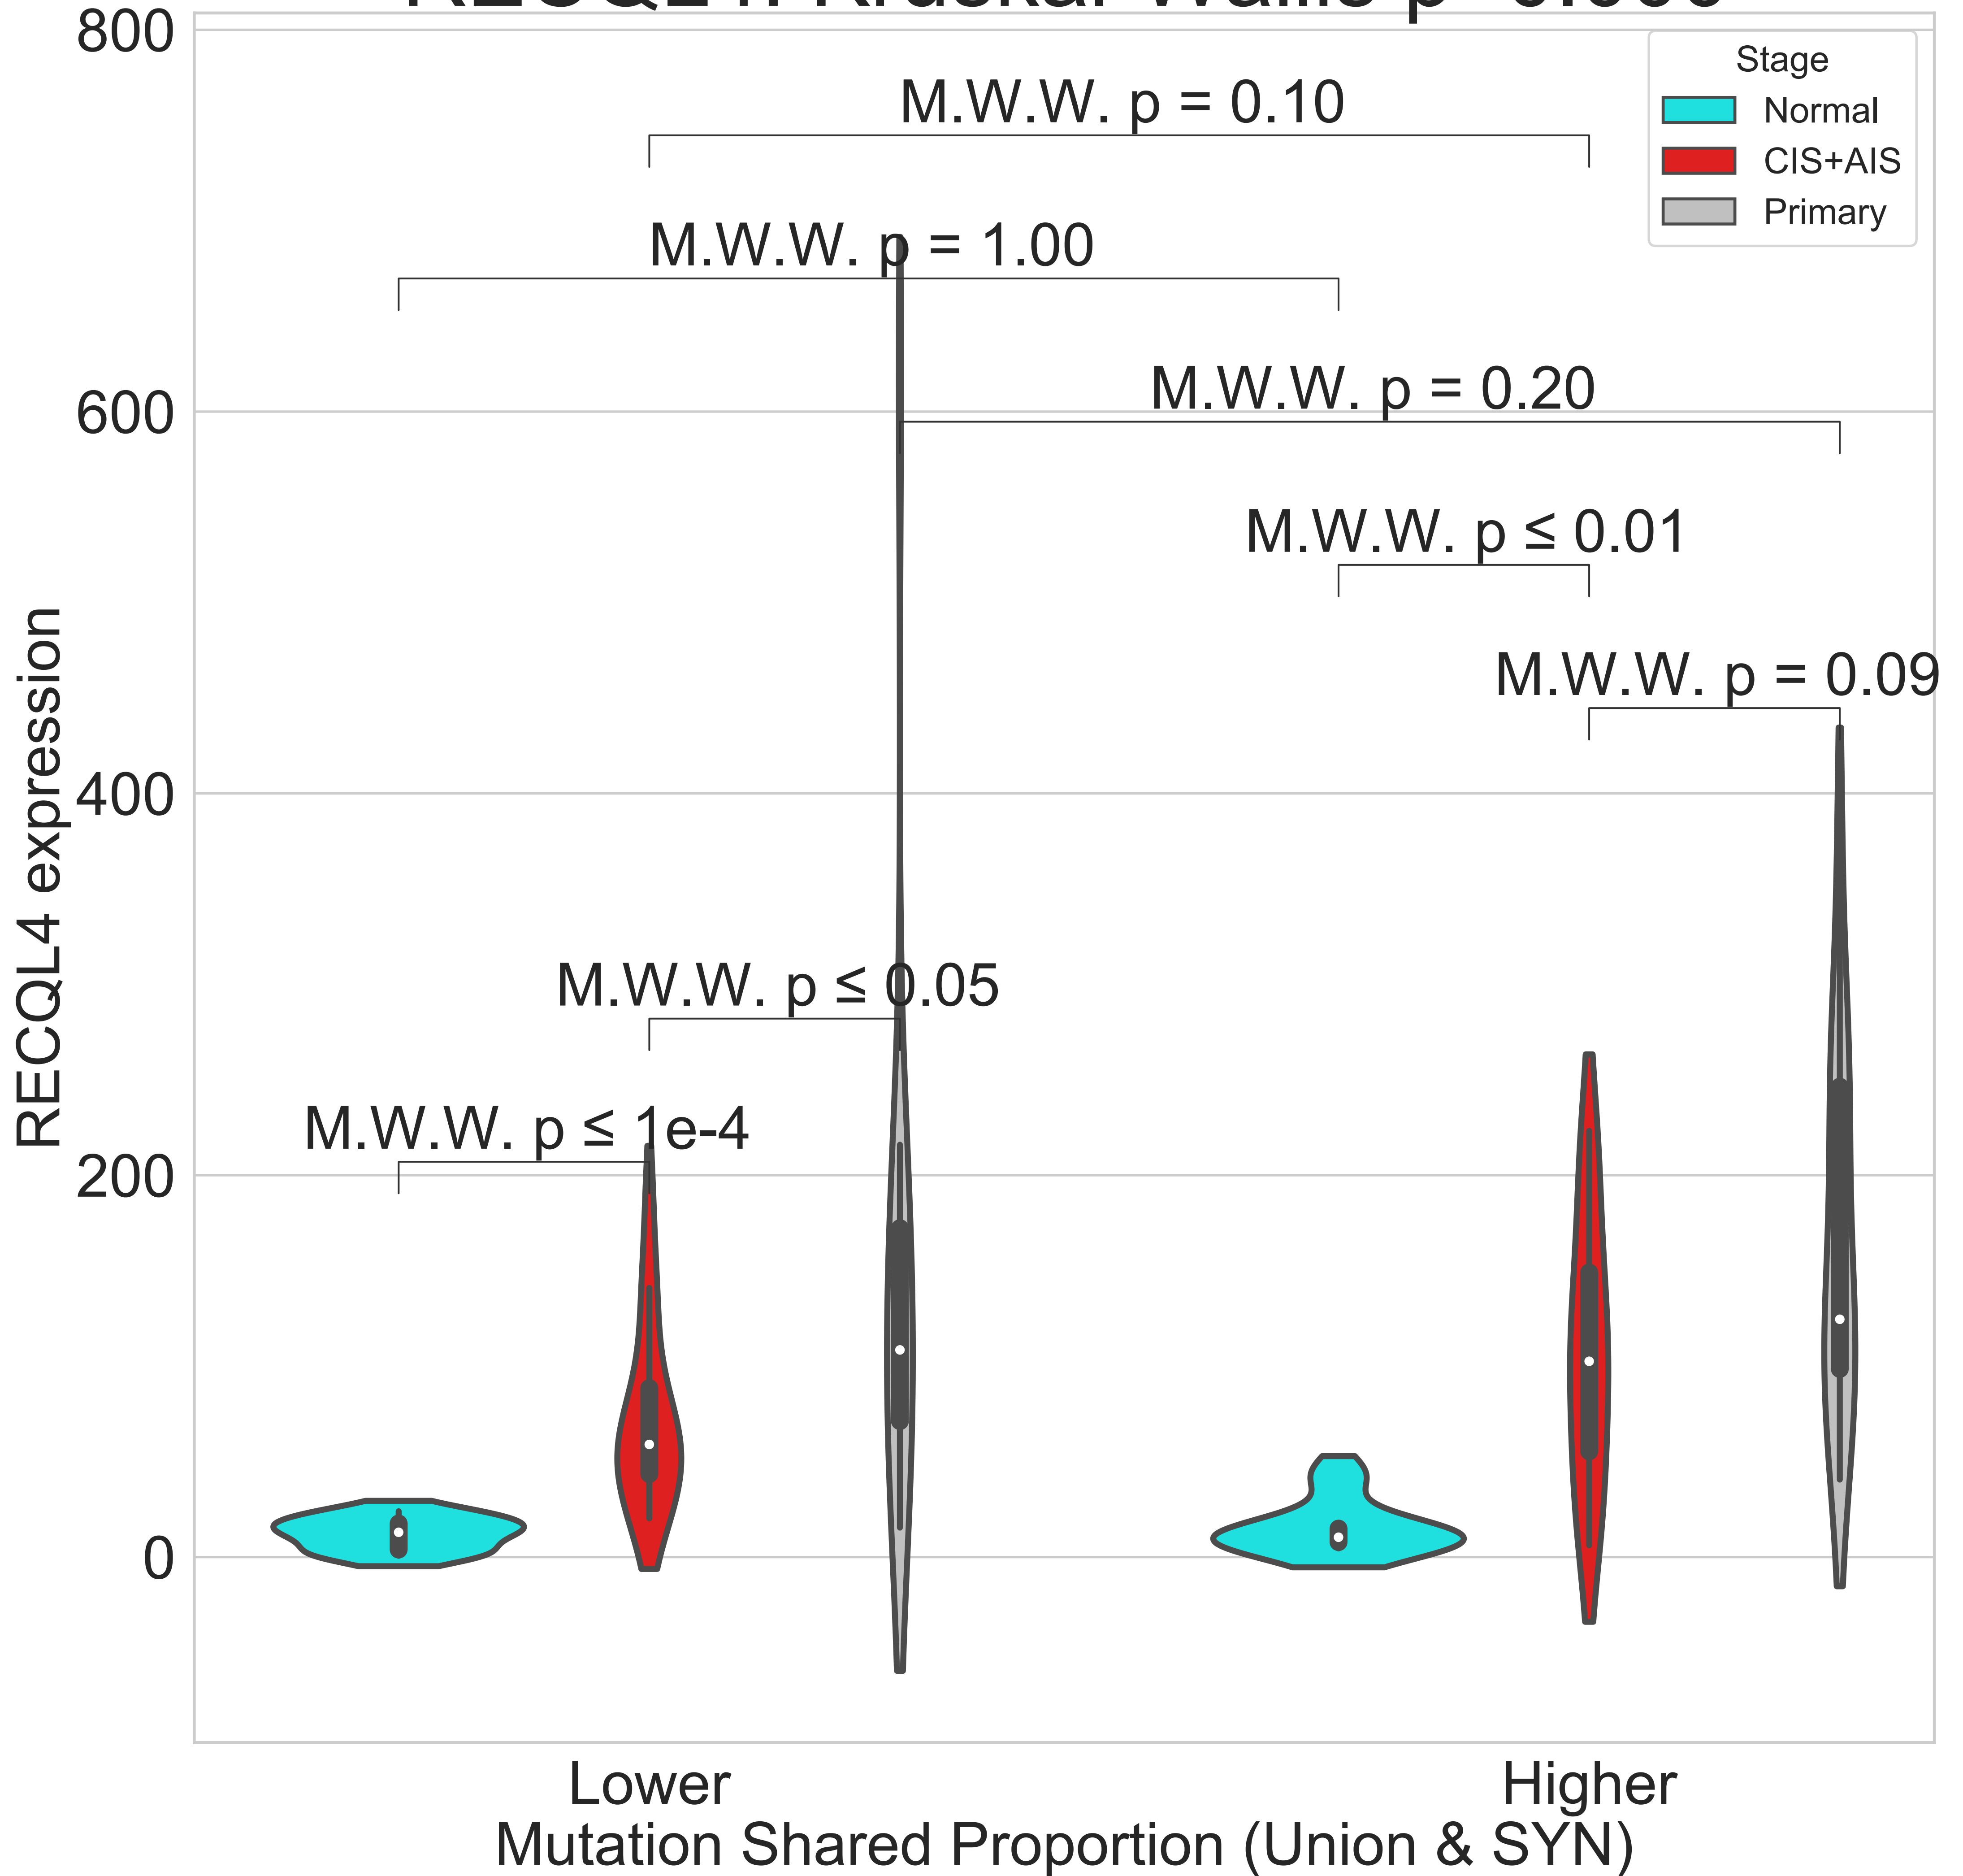 800
Stage
Normal
CIS+AIS
Primary
M.W.W. p = 0.10
M.W.W. p = 1.00
M.W.W. p = 0.20
600
M.W.W. p ≤ 0.01
M.W.W. p = 0.09
400
RECQL4 expression
M.W.W. p ≤ 0.05
M.W.W. p ≤ 1e-4
200
0
Lower
Higher
Mutation Shared Proportion (Union & SYN)